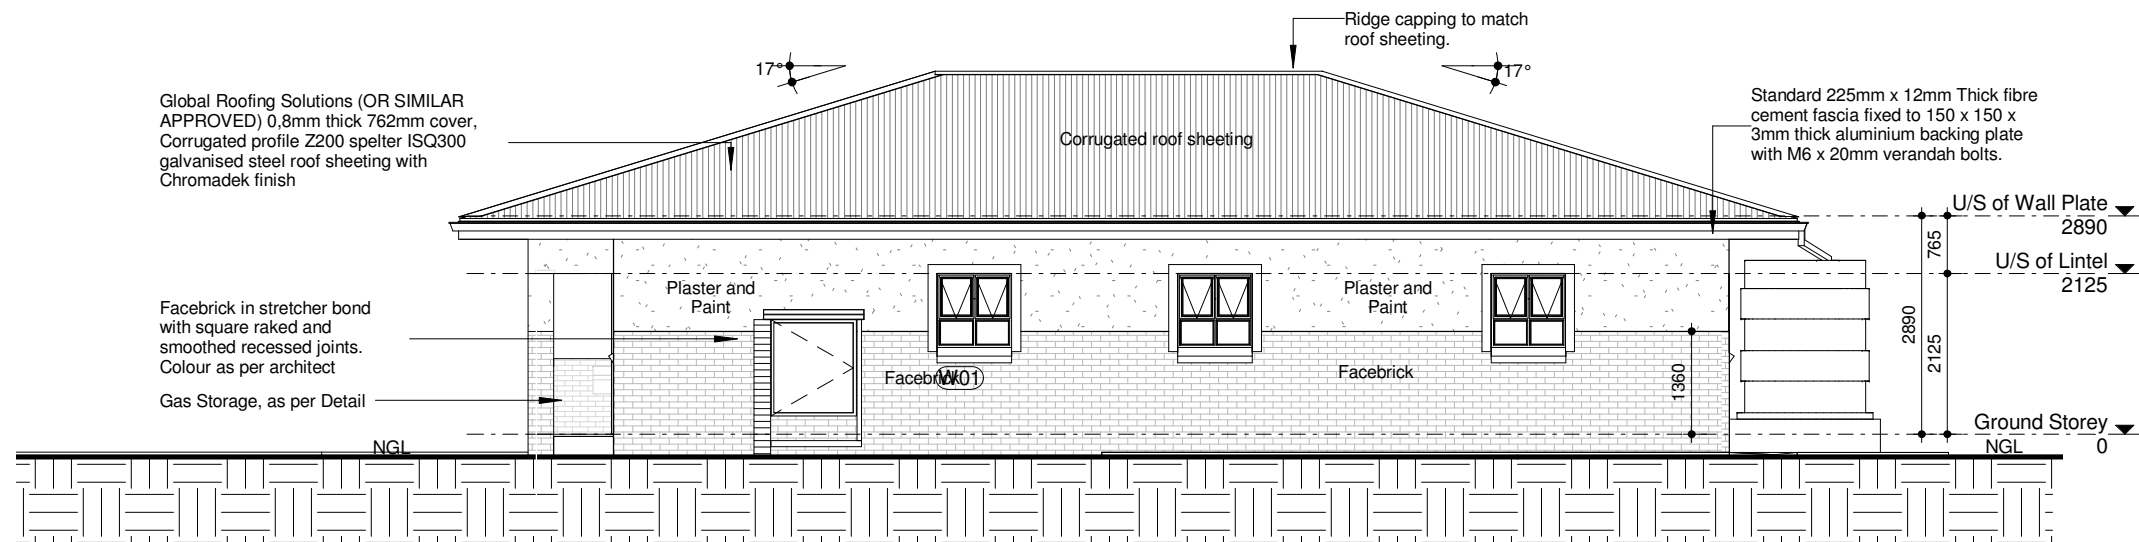 Ridge capping to match
roof sheeting.
17°
17°
Global Roofing Solutions (OR SIMILAR
APPROVED) 0,8mm thick 762mm cover,
Corrugated profile Z200 spelter ISQ300
galvanised steel roof sheeting with
Chromadek finish
Corrugated roof sheeting
Standard 225mm x 12mm Thick fibre
cement fascia fixed to 150 x 150 x
3mm thick aluminium backing plate
with M6 x 20mm verandah bolts.
U/S of Wall Plate
2890
765
U/S of Lintel
2125
Plaster and
Paint
Plaster and
Paint
Facebrick in stretcher bond
with square raked and
smoothed recessed joints.
Colour as per architect
2890
2125
1360
Facebrick
W01
Facebrick
Gas Storage, as per Detail
Ground Storey
0
NGL
NGL